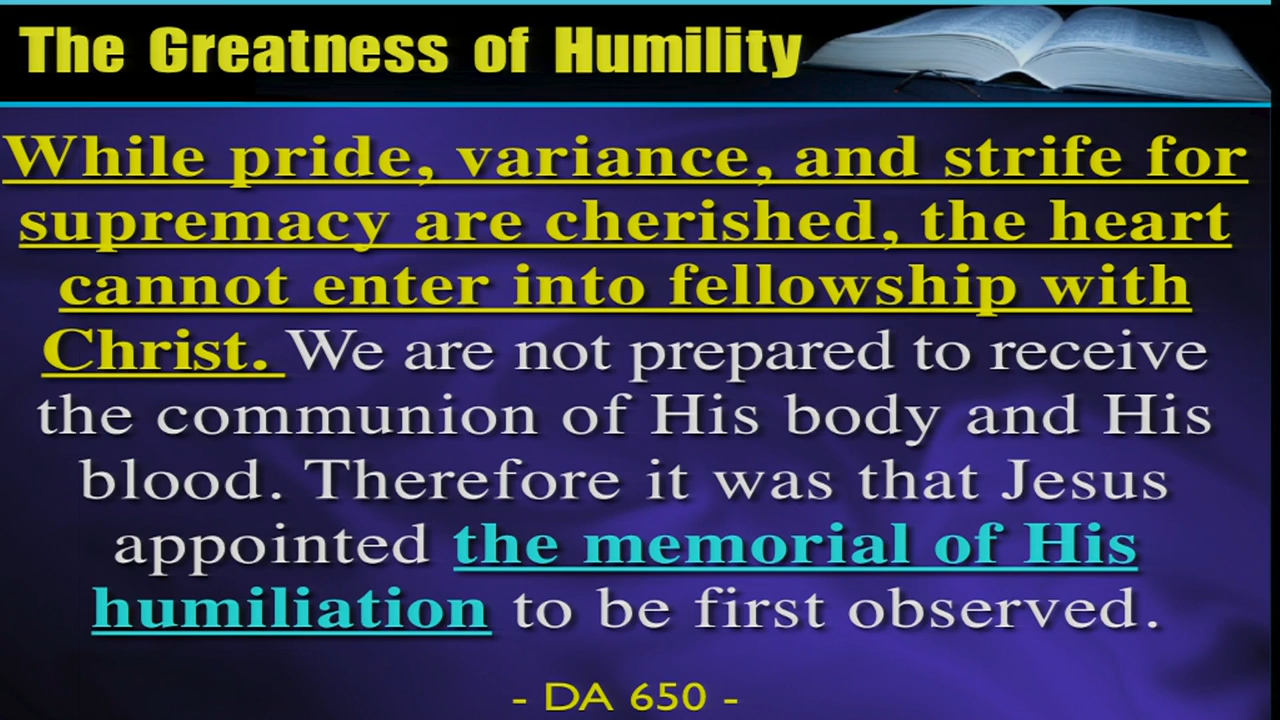 The Greatness of Humility
While pride, variance, and strife for
supremacy are cherished, the heart
cannot enter into fellowship with
Christ. We are not prepared to receive
the communion of His body and His
blood. Therefore it was that Jesus
appointed the memorial of His
humiliation to be first observed.
- DA 650 -